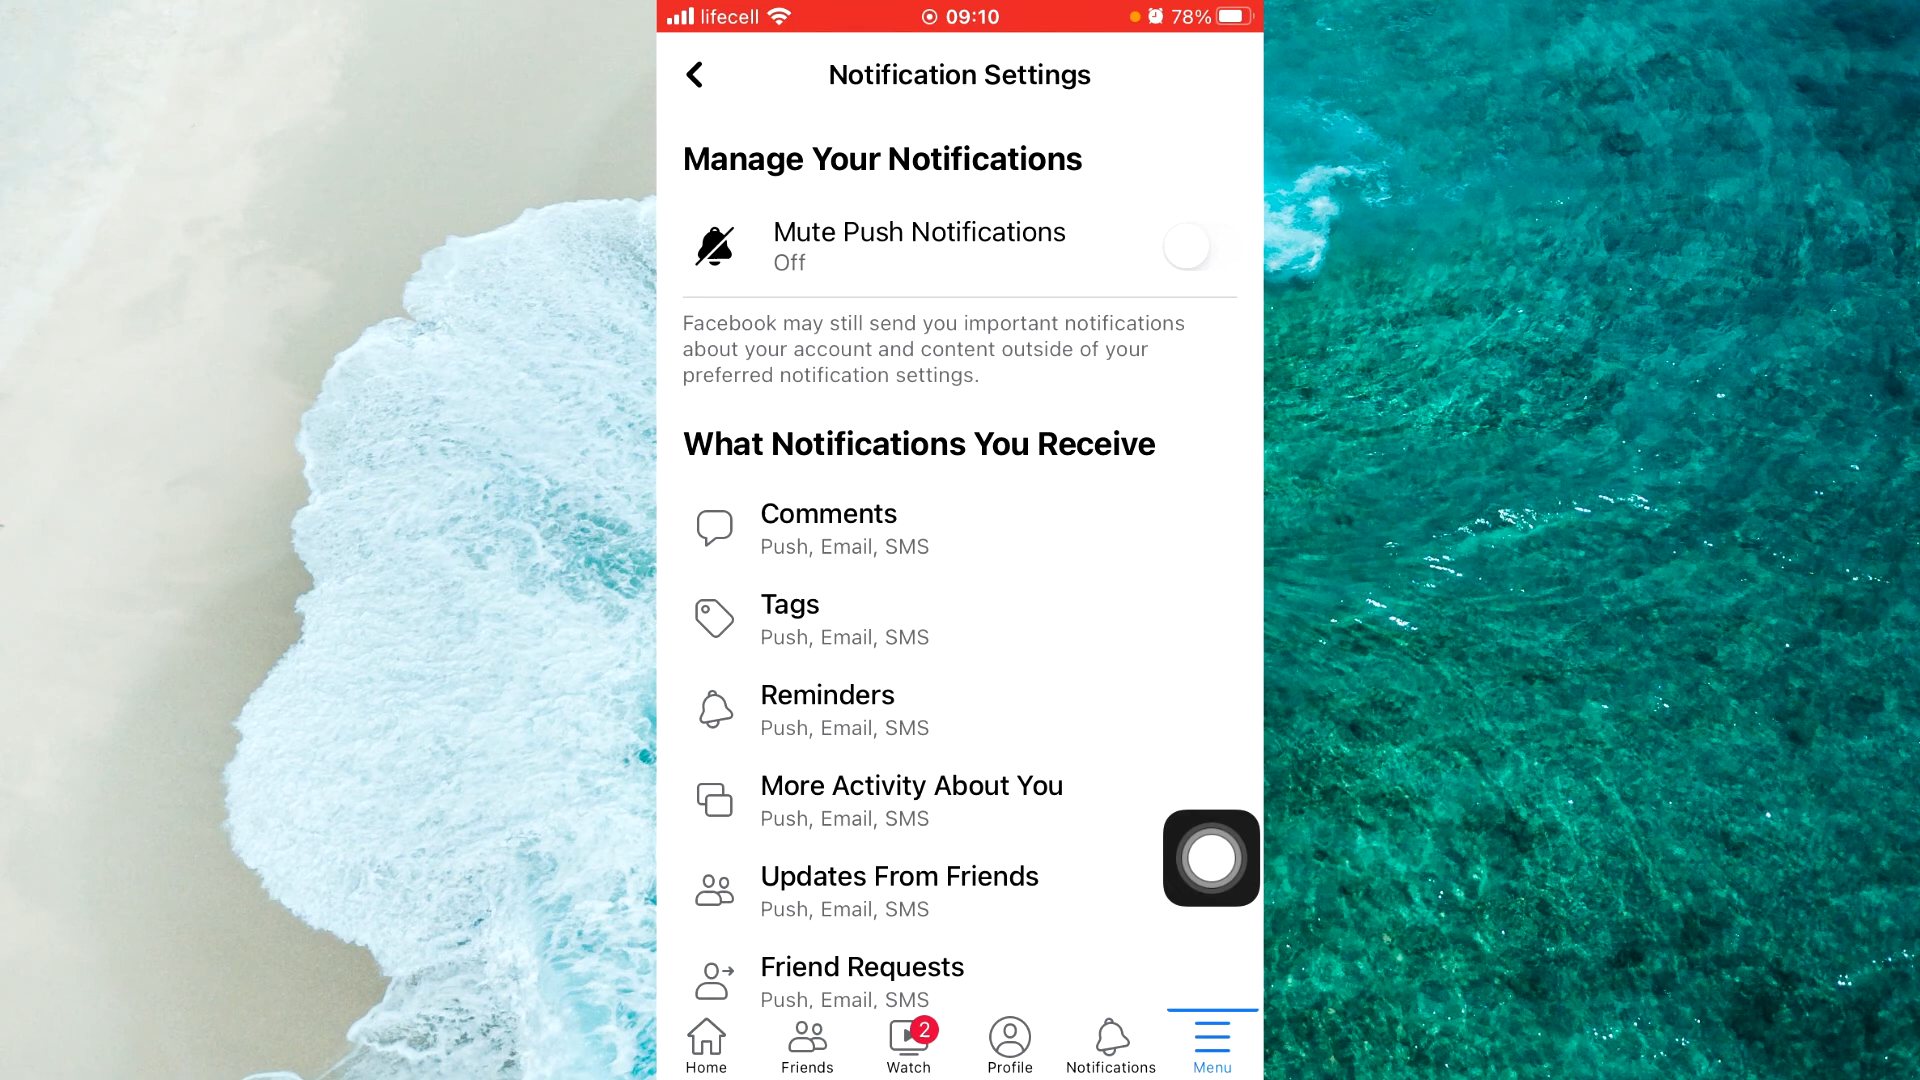 lifecell 09:10 78%
Notification Settings
Manage Your Notifications
Mute Push Notifications
Off
Facebook may still send you important notifications
about your account and content outside of your
preferred notification settings.
What Notifications You Receive
Comments
Push, Email, SMS
Tags
Push, Email, SMS
Reminders
Push, Email, SMS
More Activity About You
Push, Email, SMS
Updates From Friends
Push, Email, SMS
Friend Requests
Push, Email, SMS
2
Home Friends Watch Profile Notifications Menu